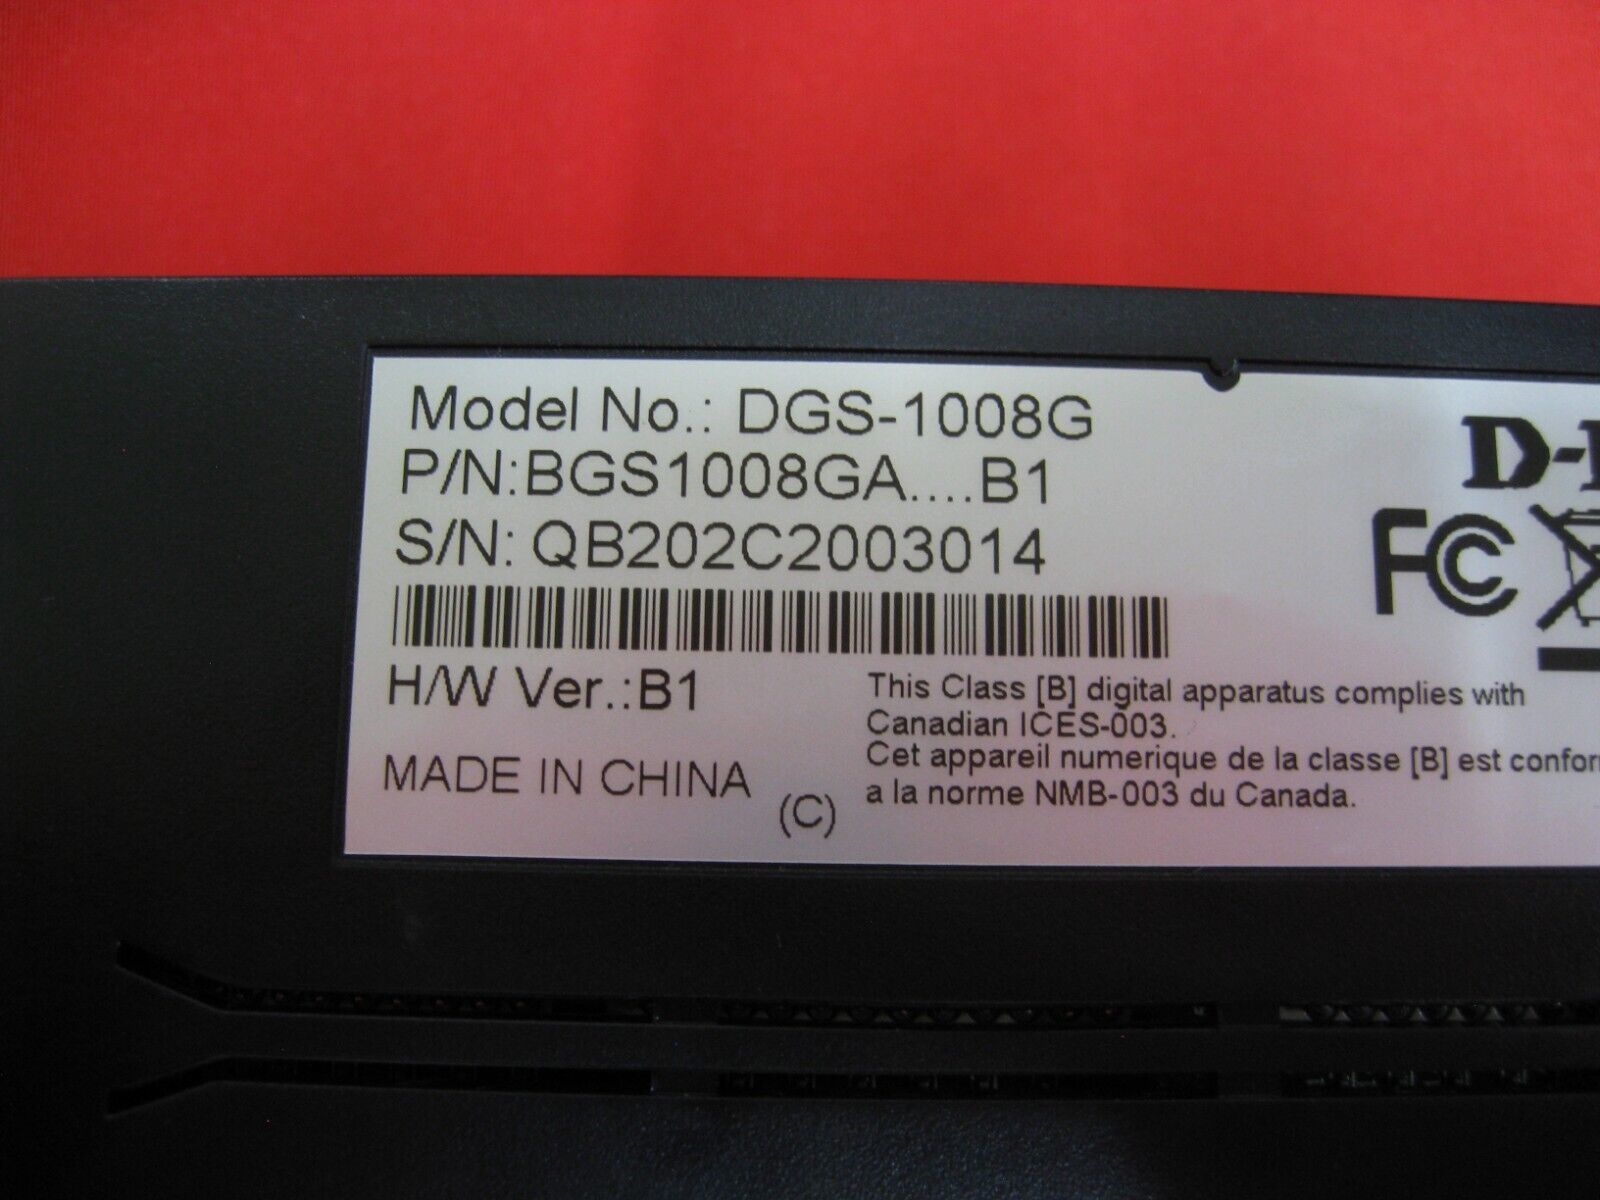 Model No.: DGS-1008G
P/N:BGS1008GA....B1
S/N: QB202C2003014
H/W Ver.:B1
MADE IN CHINA
(C)
D-
FC
This Class [B] digital apparatus complies with
Canadian ICES-003.
Cet appareil numerique de la classe [B] est confor
a la norme NMB-003 du Canada.